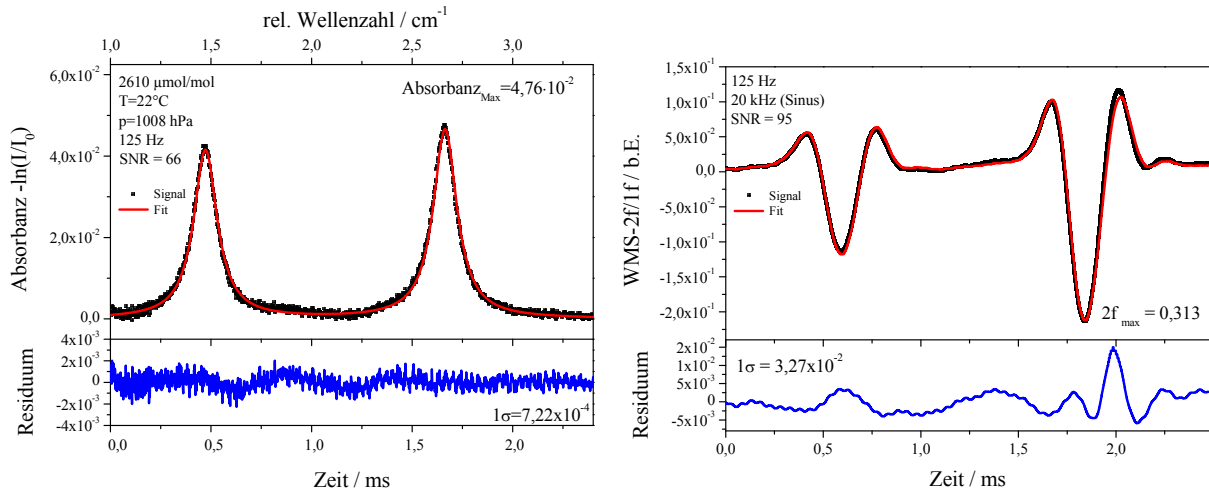 rel. Wellenzahl / cm⁻¹
1,0 1,5 2,0 2,5 3,0
6,0x10⁻²
4,0x10⁻²
2,0x10⁻²
0,0
Absorbanz -ln(I/I₀)
2610 µmol/mol
T=22°C
p=1008 hPa
125 Hz
SNR = 66
Signal
Fit
Absorbanz_Max=4,76·10⁻²
4x10⁻³
2x10⁻³
0
-2x10⁻³
-4x10⁻³
Residuum
1σ=7,22x10⁻⁴
0,0 0,5 1,0 1,5 2,0
Zeit / ms
1,5x10⁻¹
1,0x10⁻¹
5,0x10⁻²
0,0
-5,0x10⁻²
-1,0x10⁻¹
-1,5x10⁻¹
-2,0x10⁻¹
WMS-2f/1f / b.E.
125 Hz
20 kHz (Sinus)
SNR = 95
Signal
Fit
2f_max = 0,313
2x10⁻²
2x10⁻²
1x10⁻²
5x10⁻³
0
-5x10⁻³
Residuum
1σ = 3,27x10⁻²
0,0 0,5 1,0 1,5 2,0
Zeit / ms